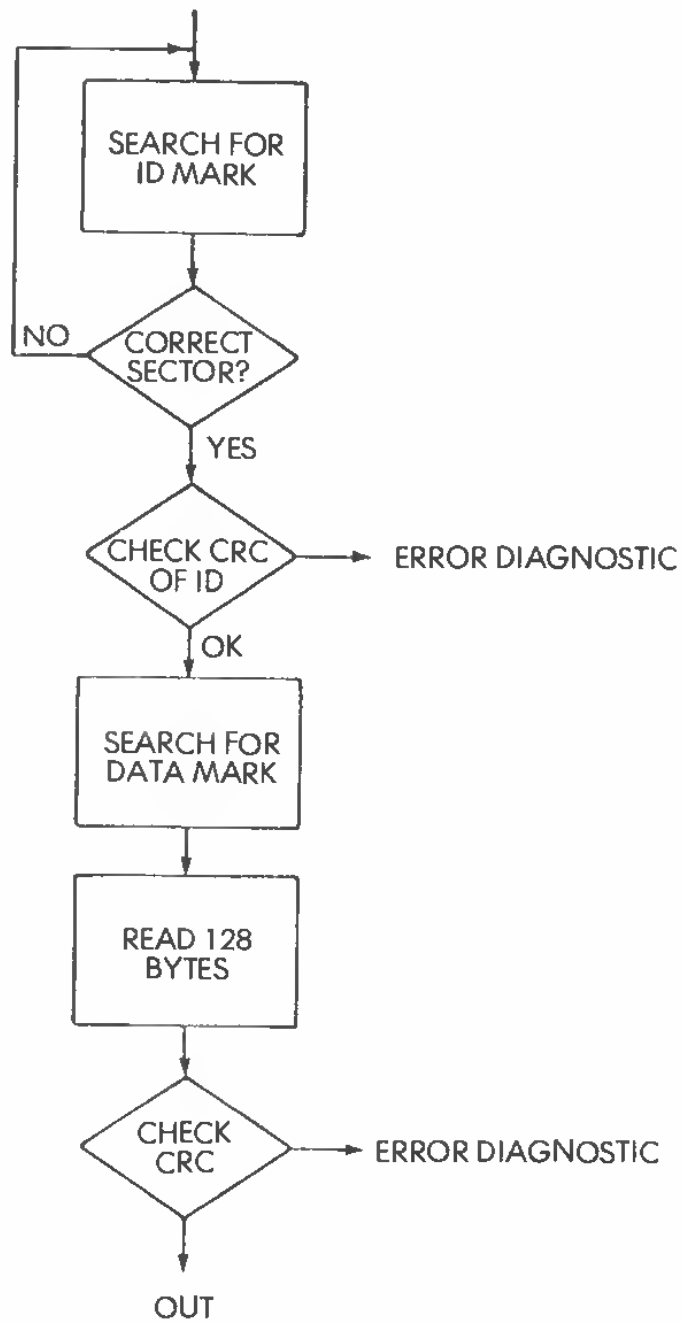 SEARCH FOR
ID MARK
NO
CORRECT
SECTOR?
YES
CHECK CRC
OF ID
ERROR DIAGNOSTIC
OK
SEARCH FOR
DATA MARK
READ 128
BYTES
CHECK
CRC
ERROR DIAGNOSTIC
OUT